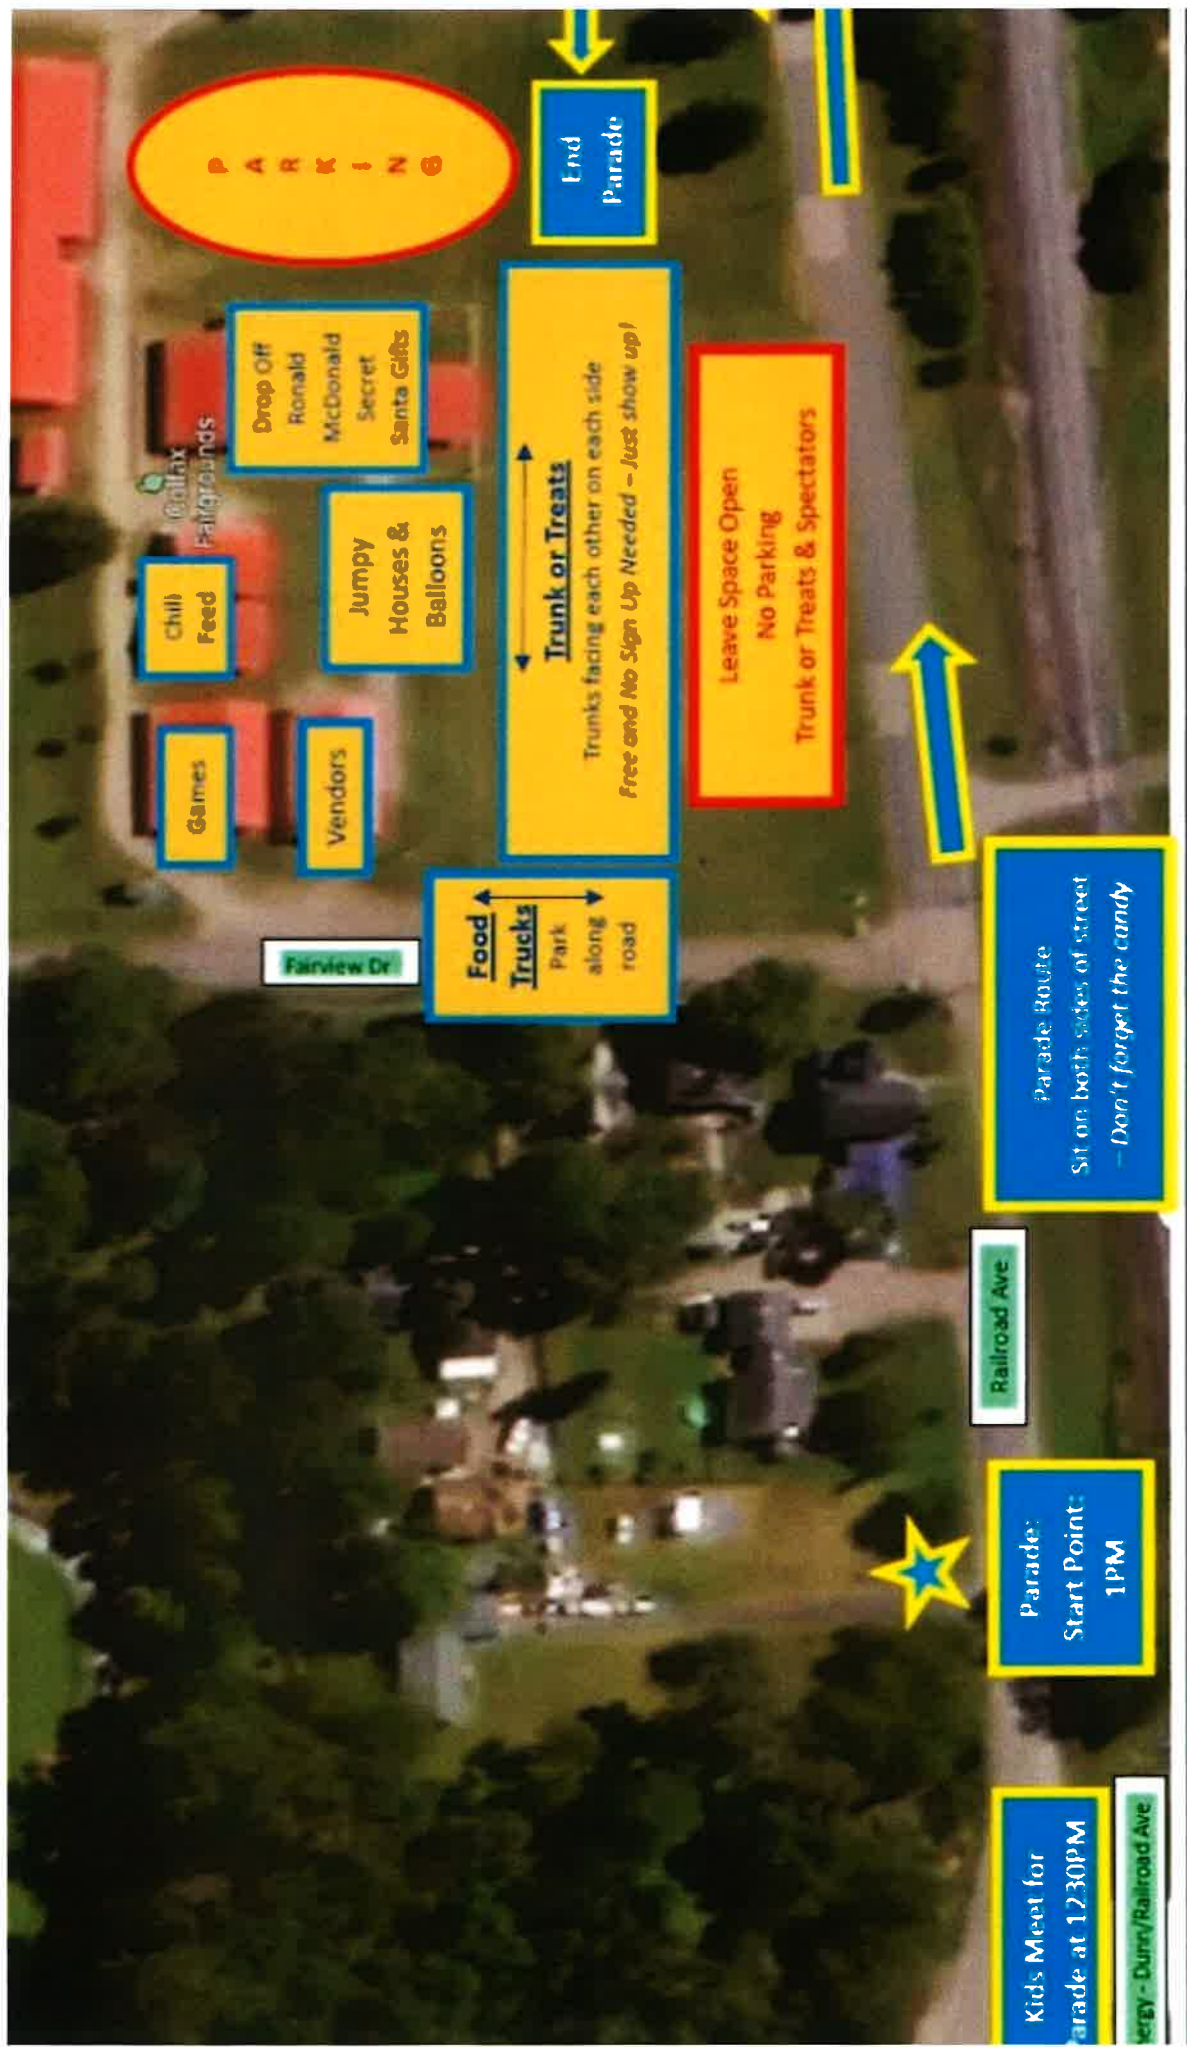 P
A
R
K
I
N
G
End
Parade
Drop Off
Ronald
McDonald
Secret
Santa Gifts
Colfax
Fairgrounds
Chili
Feed
Jumpy
Houses &
Balloons
Games
Vendors
Trunk or Treats
Trunks facing each other on each side
Free and No Sign Up Needed – Just show up!
Leave Space Open
No Parking
Trunk or Treats & Spectators
Fairview Dr
Food
Trucks
Park
along
road
Parade Route
Sit on both sides of street
– Don't forget the candy
Railroad Ave
Parade:
Start Point:
1PM
Kids Meet for
arade at 1230PM
nergy - Dunn/Railroad Ave